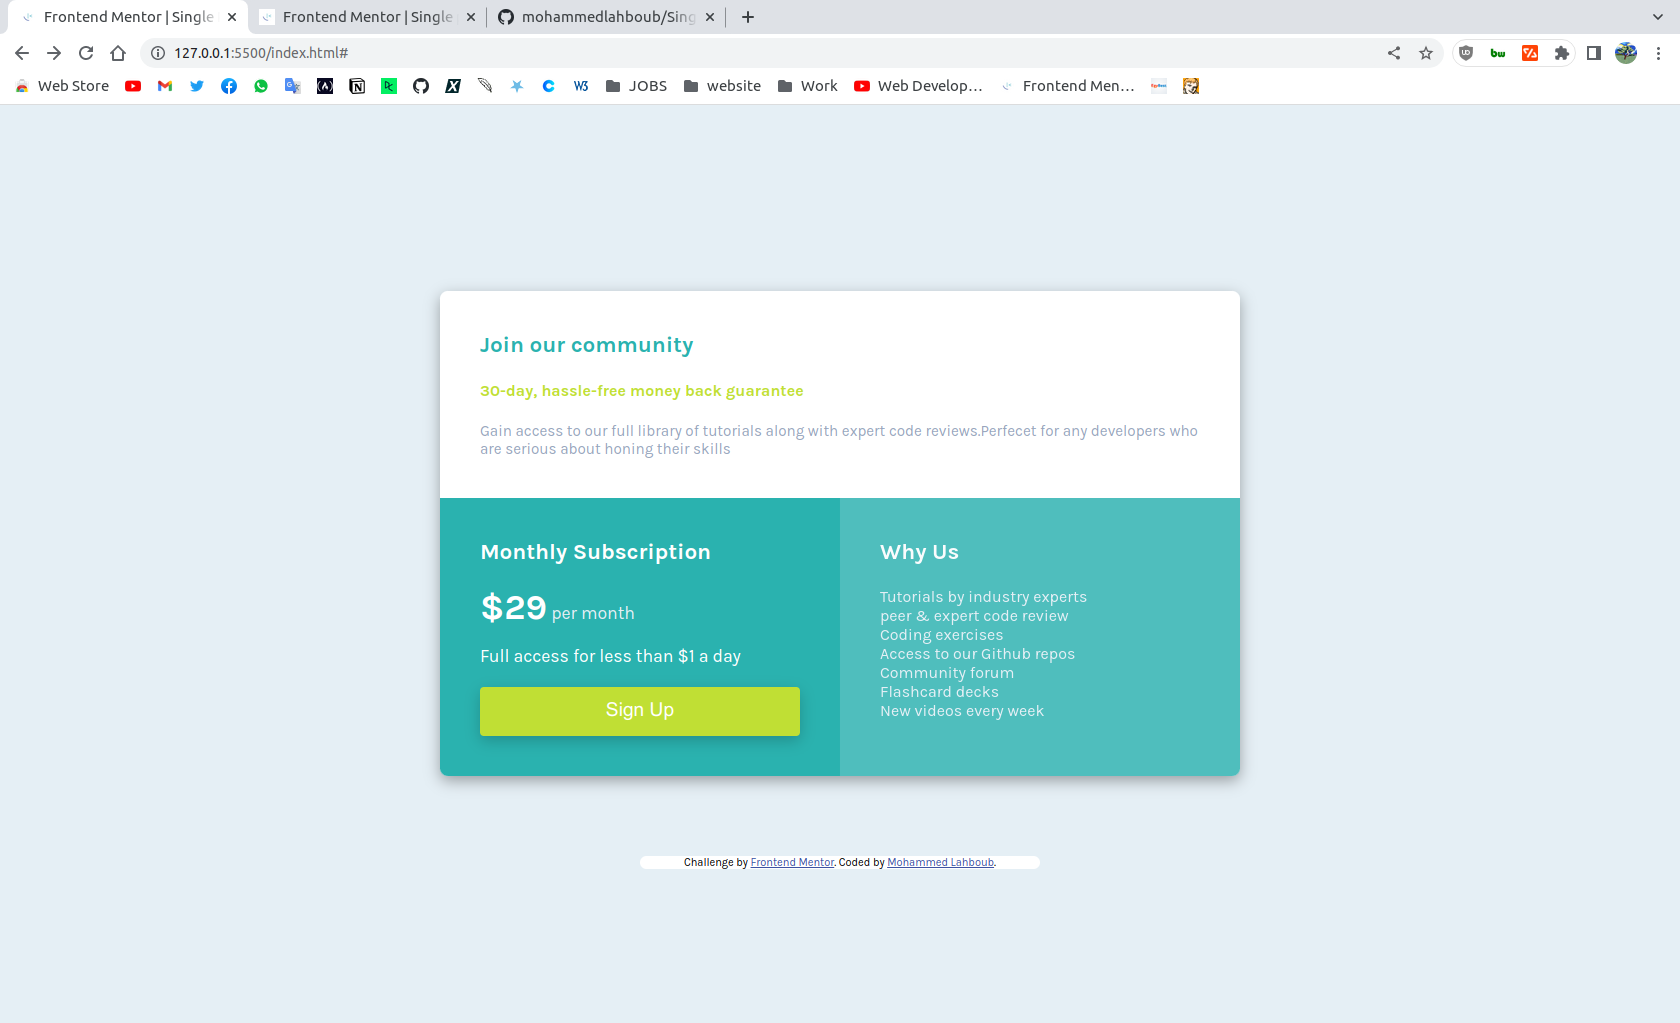 Frontend Mentor | Single
Frontend Mentor | Single
mohammedlahboub/Sing
127.0.0.1:5500/index.html#
Web Store
JOBS
website
Work
Web Develop...
Frontend Men...
Join our community
30-day, hassle-free money back guarantee
Gain access to our full library of tutorials along with expert code reviews.Perfecet for any developers who
are serious about honing their skills
Monthly Subscription
$29 per month
Full access for less than $1 a day
Sign Up
Why Us
Tutorials by industry experts
peer & expert code review
Coding exercises
Access to our Github repos
Community forum
Flashcard decks
New videos every week
Challenge by Frontend Mentor. Coded by Mohammed Lahboub.